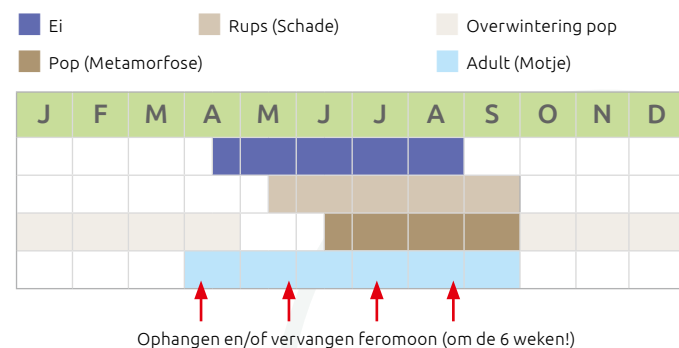 Ei
Rups (Schade)
Overwintering pop
Pop (Metamorfose)
Adult (Motje)
J F M A M J J A S O N D
Ophangen en/of vervangen feromoon (om de 6 weken!)